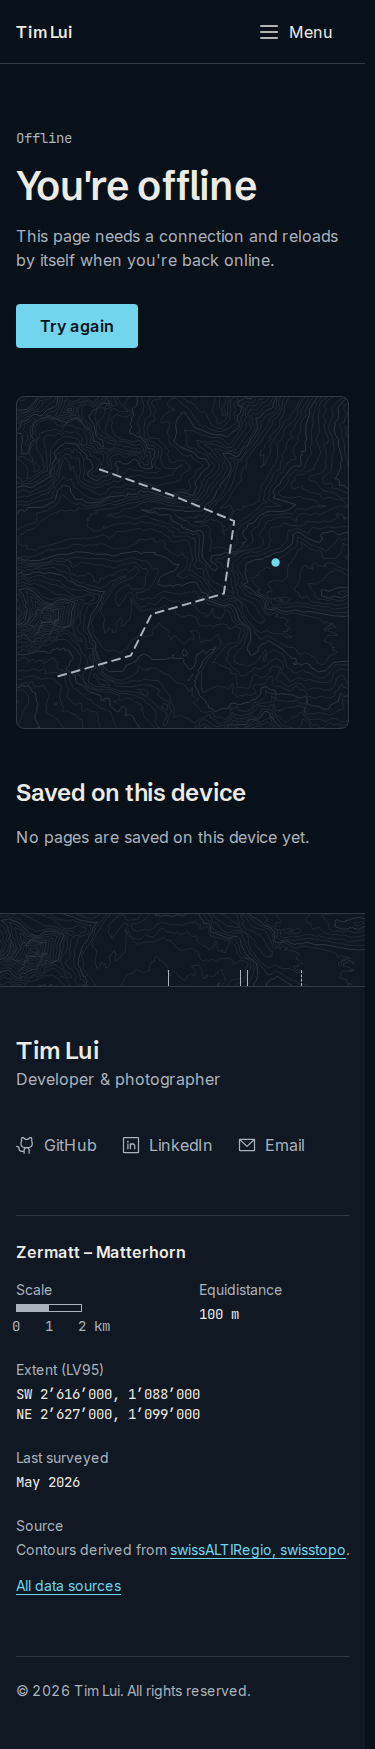 Tim Lui
Menu
Offline
You're offline
This page needs a connection and reloads
by itself when you're back online.
Try again
Saved on this device
No pages are saved on this device yet.
Tim Lui
Developer & photographer
GitHub LinkedIn Email
Zermatt – Matterhorn
Scale
0 1 2 km
Equidistance
100 m
Extent (LV95)
SW 2’616’000, 1’088’000
NE 2’627’000, 1’099’000
Last surveyed
May 2026
Source
Contours derived from swissALTIRegio, swisstopo.
All data sources
© 2026 Tim Lui. All rights reserved.